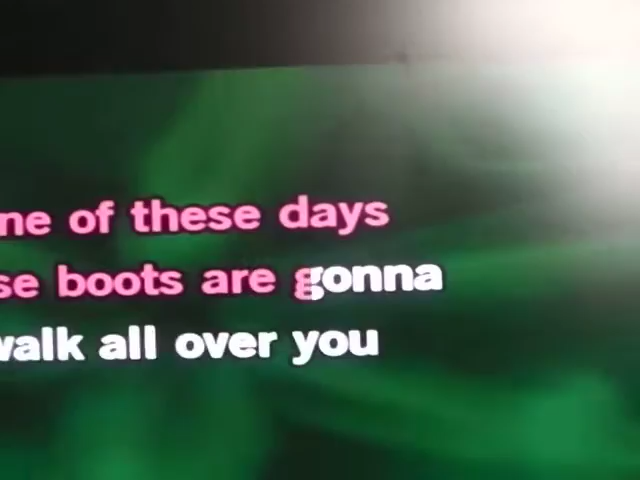 ne of these days
se boots are gonna
walk all over you